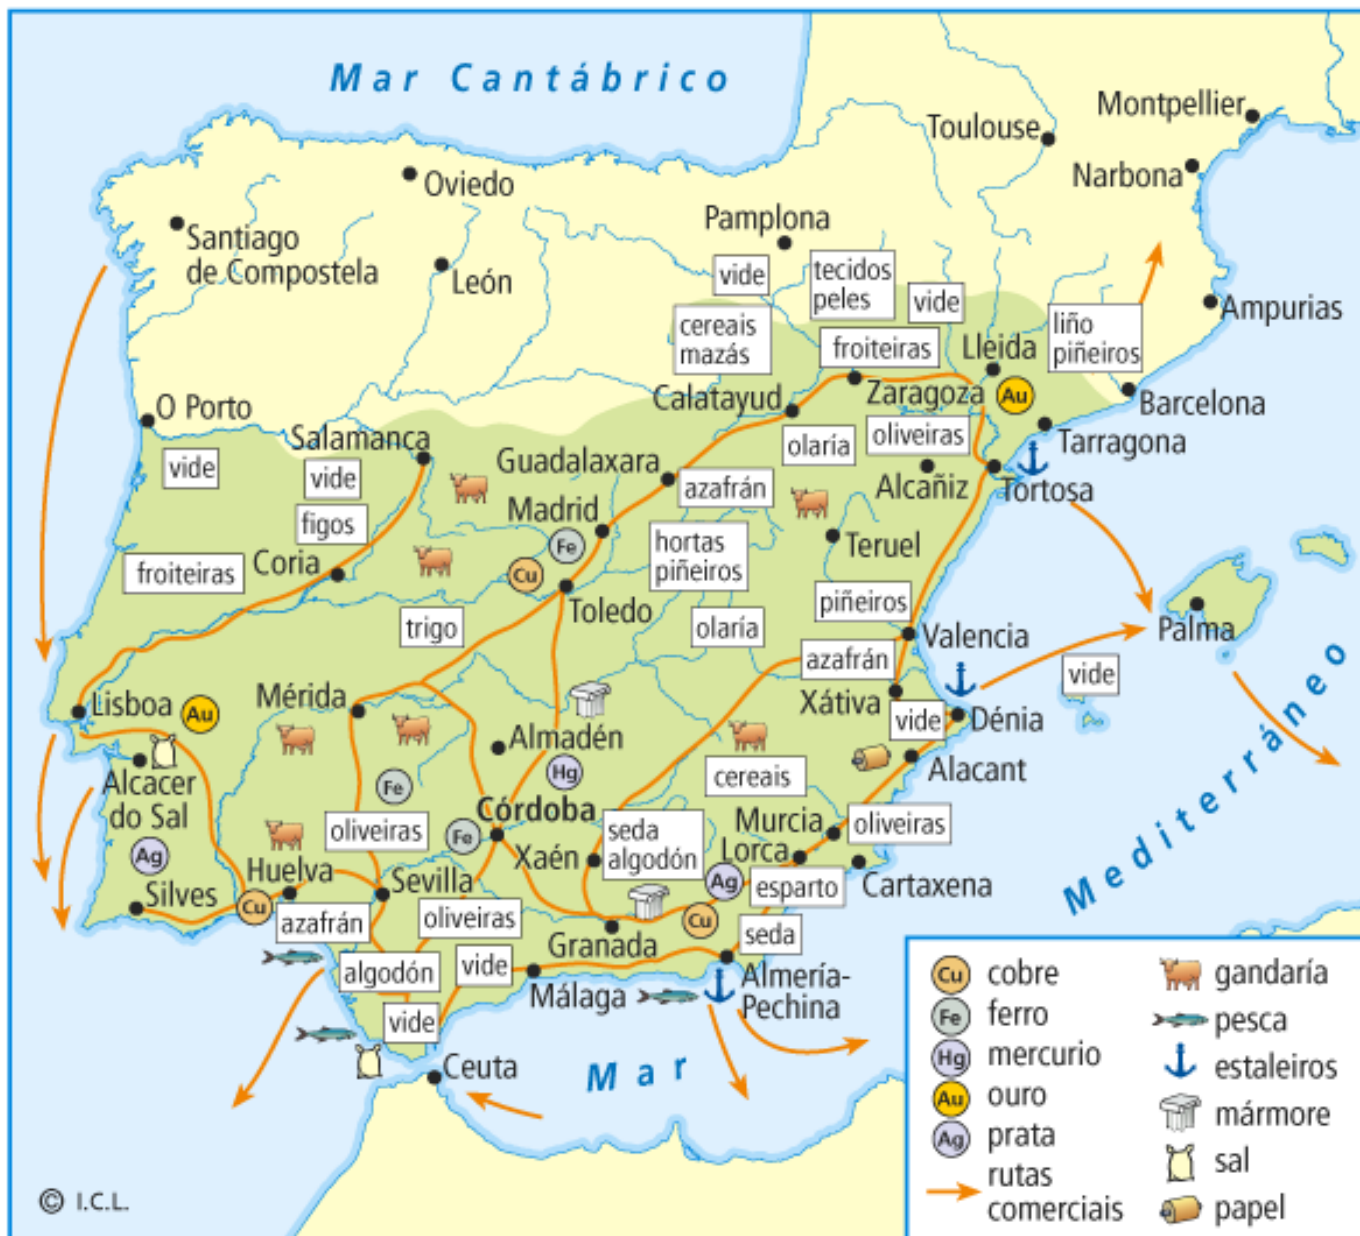 Mar Cantábrico
Montpellier
Toulouse
Narbona
Oviedo
Pamplona
Santiago
de Compostela
León
vide
tecidos
peles
vide
liño
piñeiros
Ampurias
cereais
mazás
froiteiras
Lleida
O Porto
Calatayud
Zaragoza
Au
Barcelona
Salamanca
olaría
oliveiras
Tarragona
vide
vide
Guadalaxara
azafrán
Alcañiz
Tortosa
figos
Madrid
Fe
hortas
piñeiros
Teruel
froiteiras
Coria
Cu
Toledo
piñeiros
trigo
olaría
Valencia
Palma
azafrán
vide
Lisboa
Au
Mérida
Xátiva
vide
Dénia
Almadén
Hg
cereais
Alacant
Alcacer
do Sal
Fe
Córdoba
Mar
Mediterráneo
oliveiras
Fe
seda
algodón
Murcia
oliveiras
Ag
Huelva
Xaén
Lorca
Silves
Cu
Sevilla
Ag
esparto
Cartaxena
azafrán
oliveiras
Cu
Granada
seda
algodón
vide
Málaga
Almería-
Pechina
vide
Ceuta
Cu cobre
Fe ferro
Hg mercurio
Au ouro
Ag prata
rutas
comerciais
gandaría
pesca
estaleiros
mármore
sal
papel
© I.C.L.